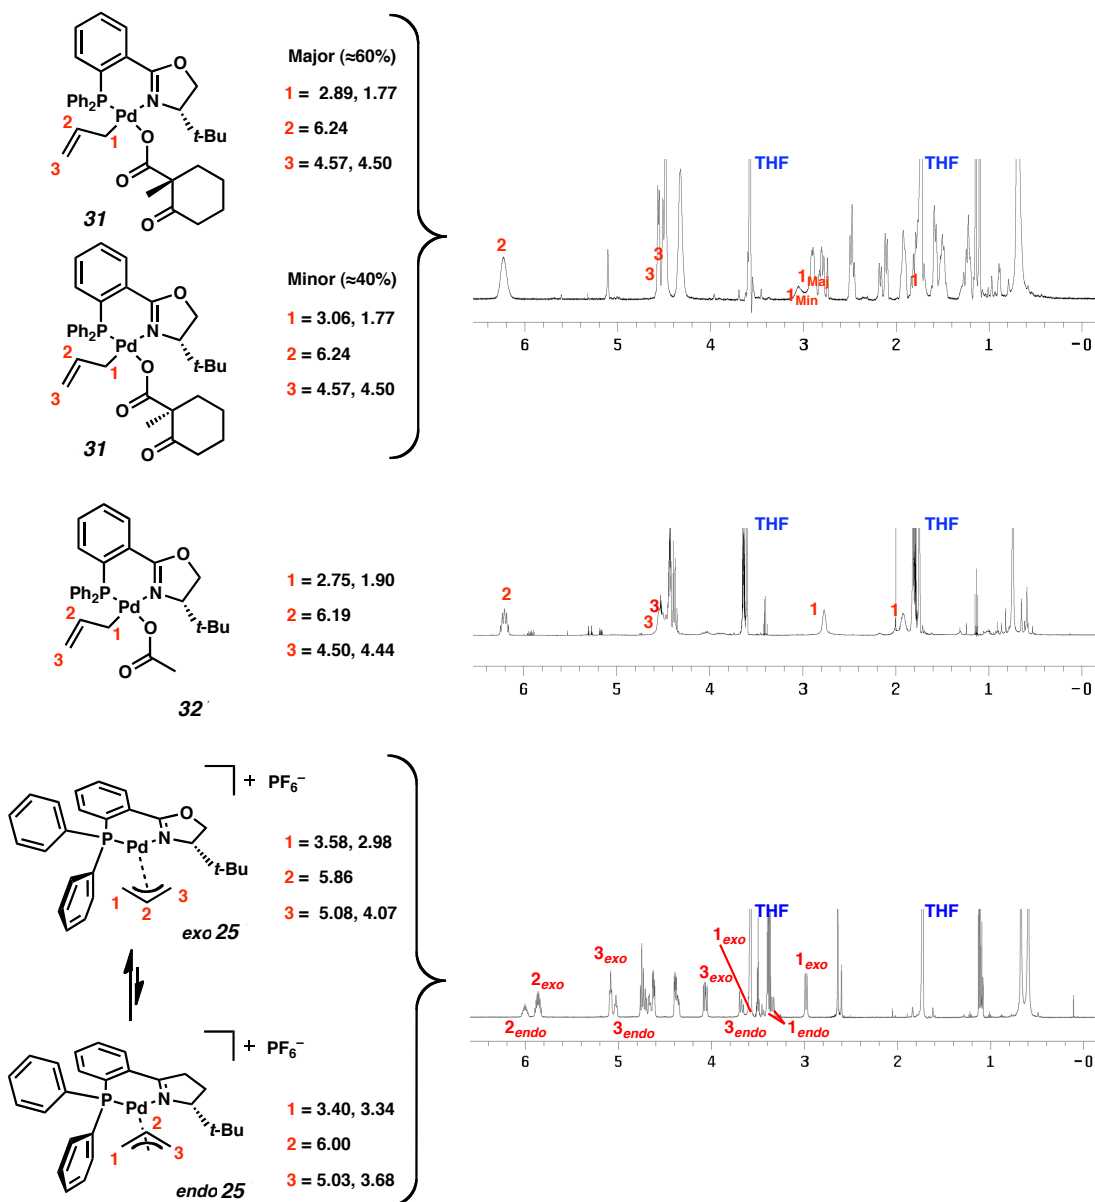 O
Major (≈60%)
Ph2P
N
Pd
1 = 2.89, 1.77
2
t-Bu
1
O
2 = 6.24
3
O
3 = 4.57, 4.50
O
31
THF
THF
2
3
3
1Maj
1Min
1
6
5
4
3
2
1
-0
O
Minor (≈40%)
Ph2P
N
Pd
1 = 3.06, 1.77
2
t-Bu
1
O
2 = 6.24
3
O
3 = 4.57, 4.50
O
31
O
Ph2P
N
Pd
1 = 2.75, 1.90
2
t-Bu
1
O
2 = 6.19
3
O
3 = 4.50, 4.44
32
THF
THF
2
3
3
1
1
6
5
4
3
2
1
-0
+ PF6–
O
P
Pd
N
1 = 3.58, 2.98
t-Bu
2 = 5.86
1
3
2
3 = 5.08, 4.07
exo 25
THF
THF
1exo
3exo
1exo
2exo
3exo
2endo
3endo
3endo
1endo
6
5
4
3
2
1
-0
+ PF6–
P
Pd
N
2
1 = 3.40, 3.34
t-Bu
1
3
2 = 6.00
3 = 5.03, 3.68
endo 25